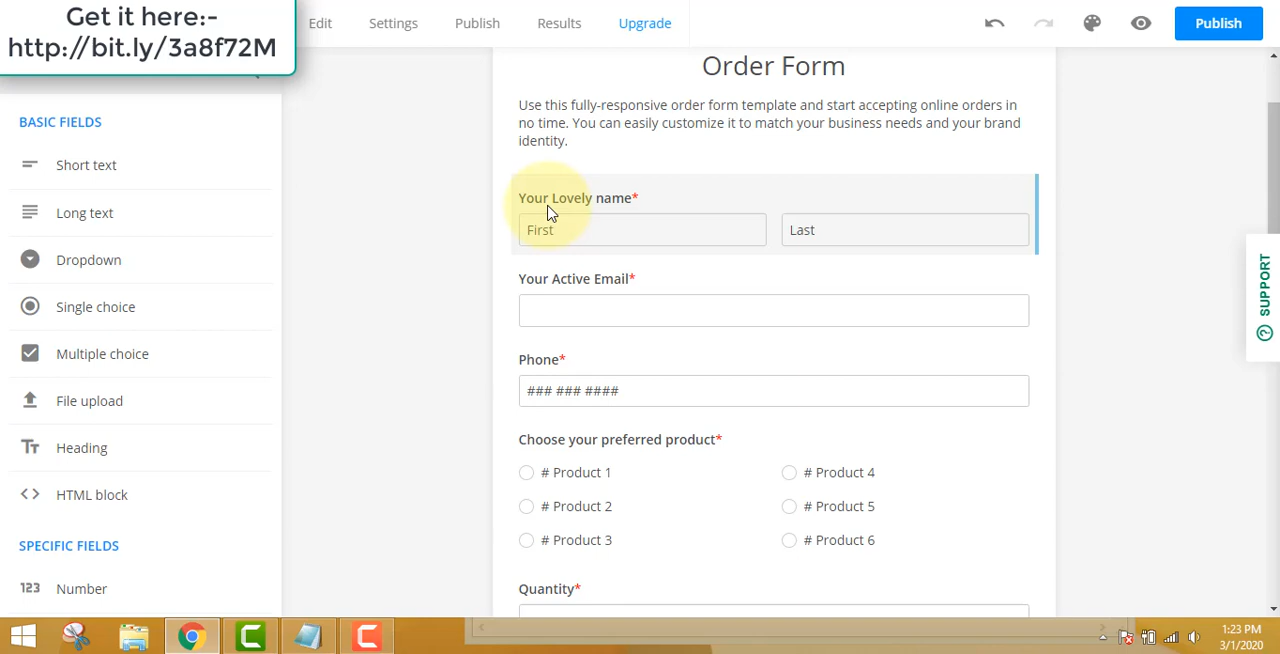 Get it here:-
http://bit.ly/3a8f72M
Edit Settings Publish Results Upgrade Publish
Order Form
Use this fully-responsive order form template and start accepting online orders in
no time. You can easily customize it to match your business needs and your brand
identity.
BASIC FIELDS
Short text
Long text
Dropdown
Single choice
Multiple choice
File upload
Tт Heading
<> HTML block
SPECIFIC FIELDS
123 Number
Your Lovely name*
First Last
Your Active Email*
Phone*
### ### ####
Choose your preferred product*
# Product 1 # Product 4
# Product 2 # Product 5
# Product 3 # Product 6
Quantity*
? SUPPORT
1:23 PM
3/1/2020